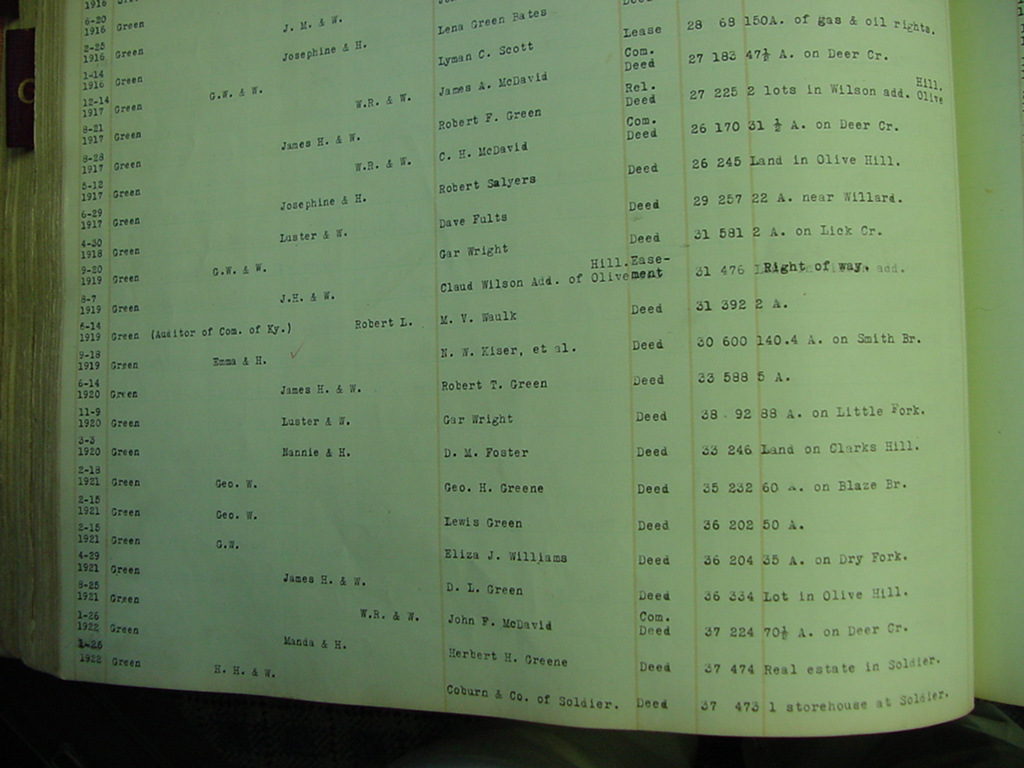 1916
6-20
1916 Green
2-25
1916 Green J. M. & W.
1-14
1916 Green Josephine & H. Lena Green Bates
12-14
1917 Green G.W. & W. Lyman C. Scott Lease 28 68 150A. of gas & oil rights.
8-21
1917 Green W.R. & W. James A. McDavid Com. Deed 27 183 47½ A. on Deer Cr.
8-28
1917 Green James H. & W. Robert F. Green Rel. Deed 27 225 2 lots in Wilson add. Olive Hill.
5-12
1917 Green W.R. & W. C. H. McDavid Com. Deed 26 170 31 ½ A. on Deer Cr.
6-29
1917 Green Josephine & H. Robert Salyers Deed 26 245 Land in Olive Hill.
4-30
1918 Green Luster & W. Dave Fults Deed 29 257 22 A. near Willard.
9-20
1919 Green G.W. & W. Gar Wright Deed 31 581 2 A. on Lick Cr.
8-7
1919 Green J.H. & W. Claud Wilson Add. of Olive Hill. Ease-ment 31 476 Right of way. add.
6-14
1919 Green (Auditor of Com. of Ky.) Robert L. M. V. Waulk Deed 31 392 2 A.
9-18
1919 Green Emma & H. N. W. Kiser, et al. Deed 30 600 140.4 A. on Smith Br.
6-14
1920 Green James H. & W. Robert T. Green Deed 33 588 5 A.
11-9
1920 Green Luster & W. Gar Wright Deed 38 92 88 A. on Little Fork.
3-3
1920 Green Nannie & H. D. M. Foster Deed 33 246 Land on Clarks Hill.
2-18
1921 Green Geo. W. Geo. H. Greene Deed 35 232 60 A. on Blaze Br.
2-15
1921 Green Geo. W. Lewis Green Deed 36 202 50 A.
2-15
1921 Green G.W. Eliza J. Williams Deed 36 204 35 A. on Dry Fork.
4-29
1921 Green James H. & W. D. L. Green Deed 36 334 Lot in Olive Hill.
8-25
1921 Green W.R. & W. John F. McDavid Com. Deed 37 224 70½ A. on Deer Cr.
1-26
1922 Green Manda & H. Herbert H. Greene Deed 37 474 Real estate in Soldier.
1-25
1922 Green H. H. & W. Coburn & Co. of Soldier. Deed 37 473 1 storehouse at Soldier.